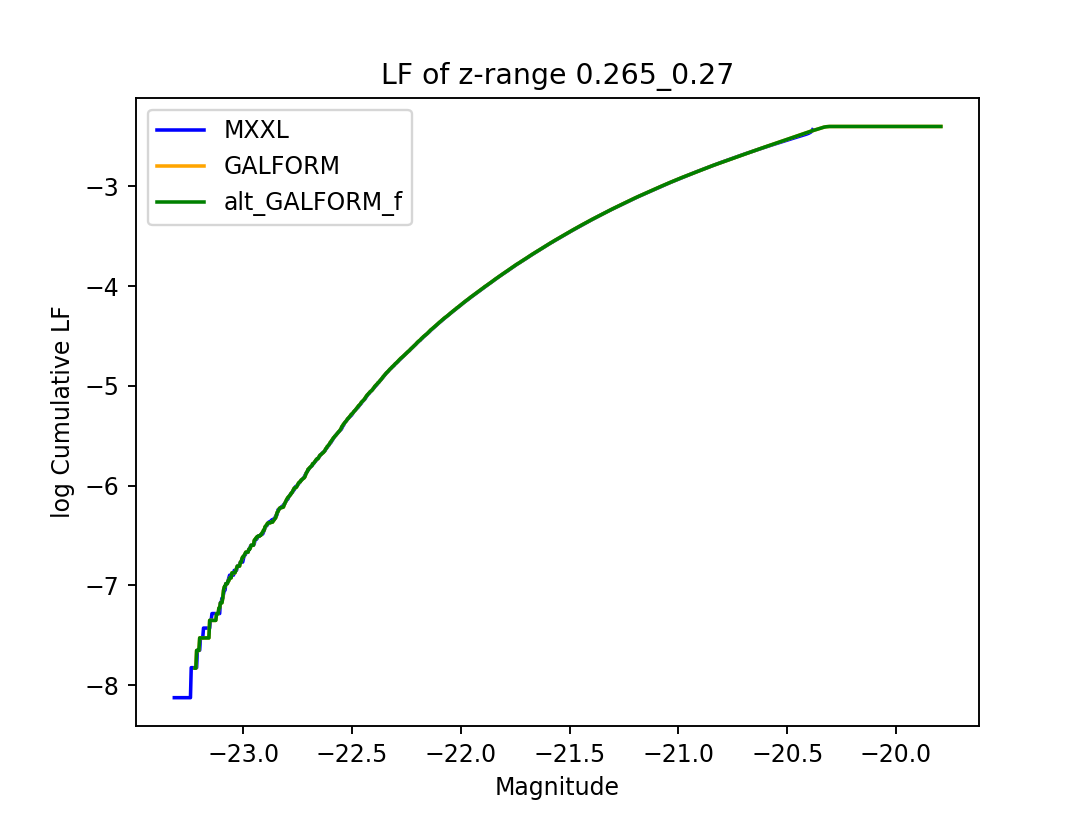 LF of z-range 0.265_0.27
MXXL
GALFORM
alt_GALFORM_f
−3
−4
−5
−6
−7
−8
log Cumulative LF
−23.0
−22.5
−22.0
−21.5
−21.0
−20.5
−20.0
Magnitude